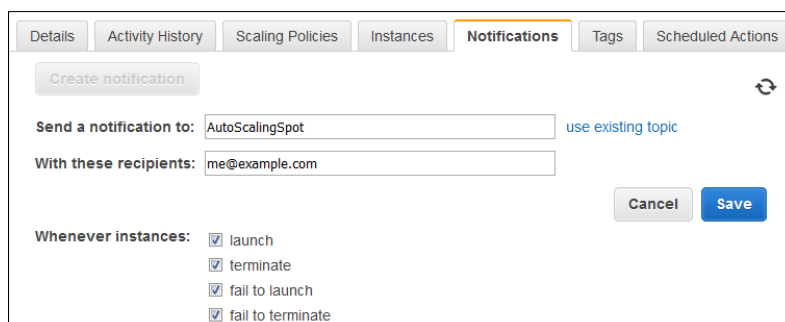 Details Activity History Scaling Policies Instances Notifications Tags Scheduled Actions
Create notification
Send a notification to: AutoScalingSpot use existing topic
With these recipients: me@example.com
Cancel Save
Whenever instances: launch
terminate
fail to launch
fail to terminate